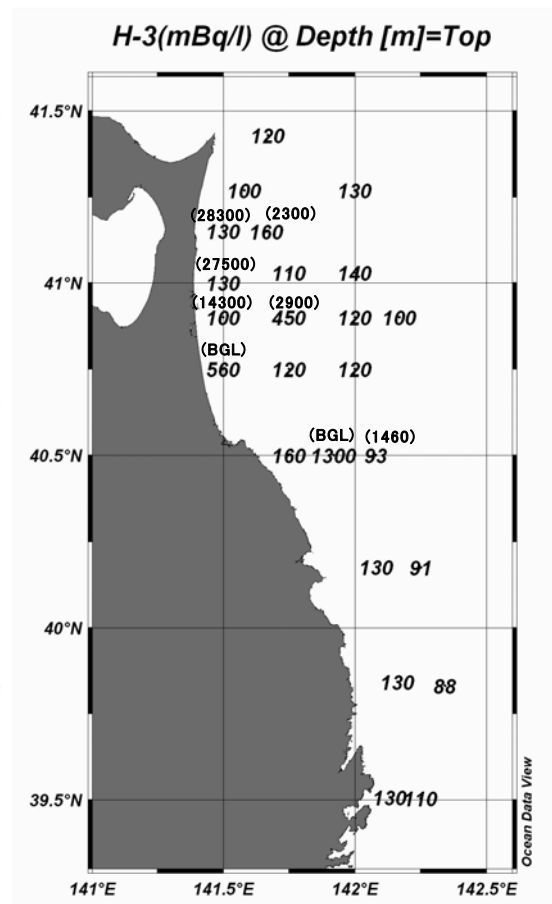 H-3(mBq/l) @ Depth [m]=Top
41.5°N
120
100 130
(28300) (2300)
130 160
(27500)
110 140
41°N
130
(14300) (2900)
100 450 120 100
(BGL)
560 120 120
(BGL) (1460)
40.5°N
160 1300 93
130 91
40°N
130 88
39.5°N
130 110
Ocean Data View
141°E 141.5°E 142°E 142.5°E